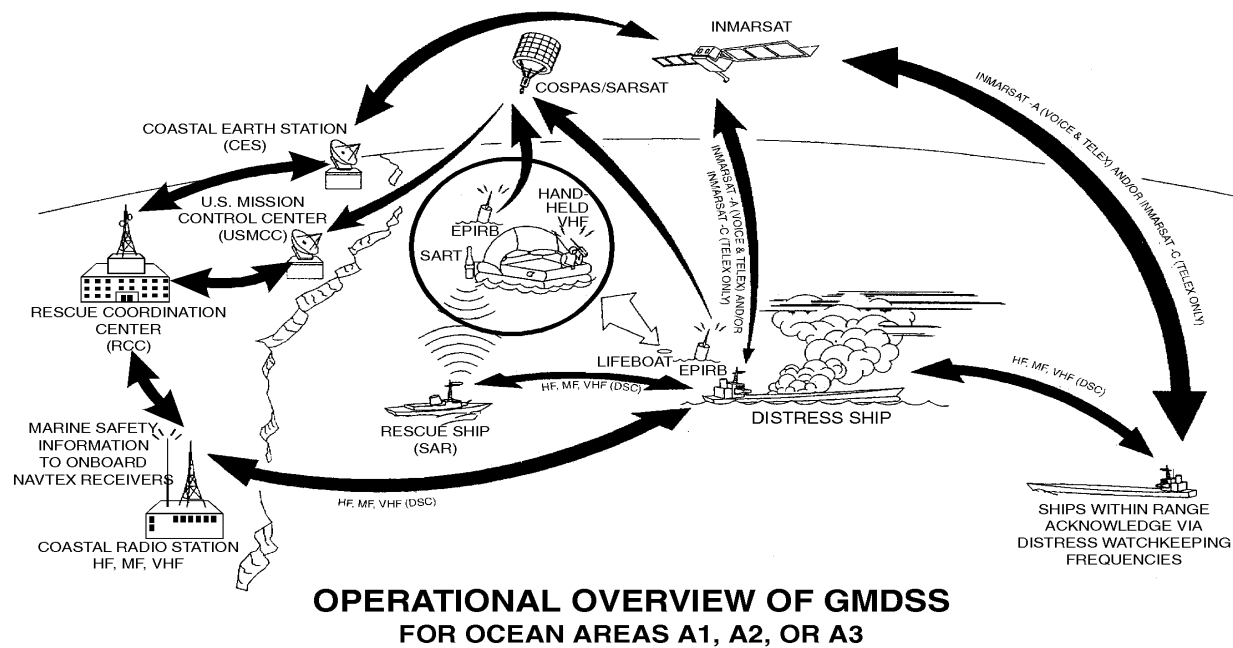 INMARSAT
COSPAS/SARSAT
INMARSAT -A (VOICE & TELEX) AND/OR INMARSAT -C (TELEX ONLY)
COASTAL EARTH STATION
(CES)
INMARSAT -A (VOICE & TELEX) AND/OR
INMARSAT -C (TELEX ONLY)
U.S. MISSION
CONTROL CENTER
(USMCC)
EPIRB
HAND-
HELD
VHF
SART
RESCUE COORDINATION
CENTER
(RCC)
LIFEBOAT
EPIRB
HF, MF, VHF (DSC)
HF, MF, VHF (DSC)
DISTRESS SHIP
RESCUE SHIP
(SAR)
MARINE SAFETY
INFORMATION
TO ONBOARD
NAVTEX RECEIVERS
HF, MF, VHF (DSC)
COASTAL RADIO STATION
HF, MF, VHF
SHIPS WITHIN RANGE
ACKNOWLEDGE VIA
DISTRESS WATCHKEEPING
FREQUENCIES
OPERATIONAL OVERVIEW OF GMDSS
FOR OCEAN AREAS A1, A2, OR A3